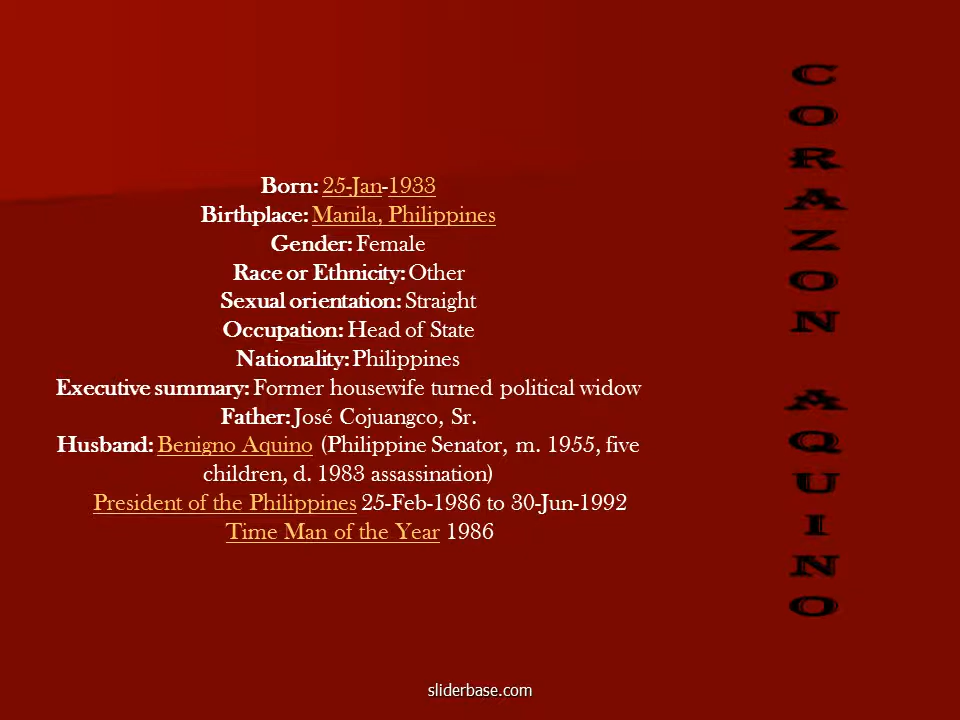 Born: 25-Jan-1933
Birthplace: Manila, Philippines
Gender: Female
Race or Ethnicity: Other
Sexual orientation: Straight
Occupation: Head of State
Nationality: Philippines
Executive summary: Former housewife turned political widow
Father: José Cojuangco, Sr.
Husband: Benigno Aquino (Philippine Senator, m. 1955, five
children, d. 1983 assassination)
President of the Philippines 25-Feb-1986 to 30-Jun-1992
Time Man of the Year 1986
CORAZON AQUINO
sliderbase.com